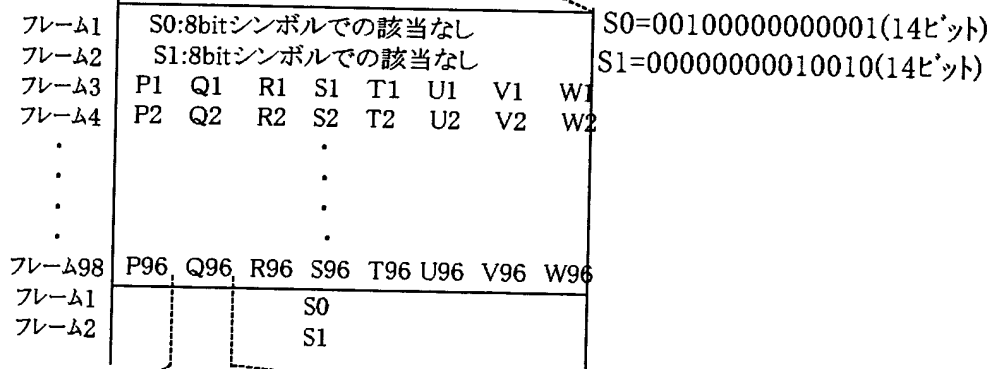 フレーム1 S0:8bitシンボルでの該当なし S0=00100000000001(14ビット)
フレーム2 S1:8bitシンボルでの該当なし S1=00000000010010(14ビット)
フレーム3 P1 Q1 R1 S1 T1 U1 V1 W1
フレーム4 P2 Q2 R2 S2 T2 U2 V2 W2
フレーム98 P96 Q96 R96 S96 T96 U96 V96 W96
フレーム1 S0
フレーム2 S1